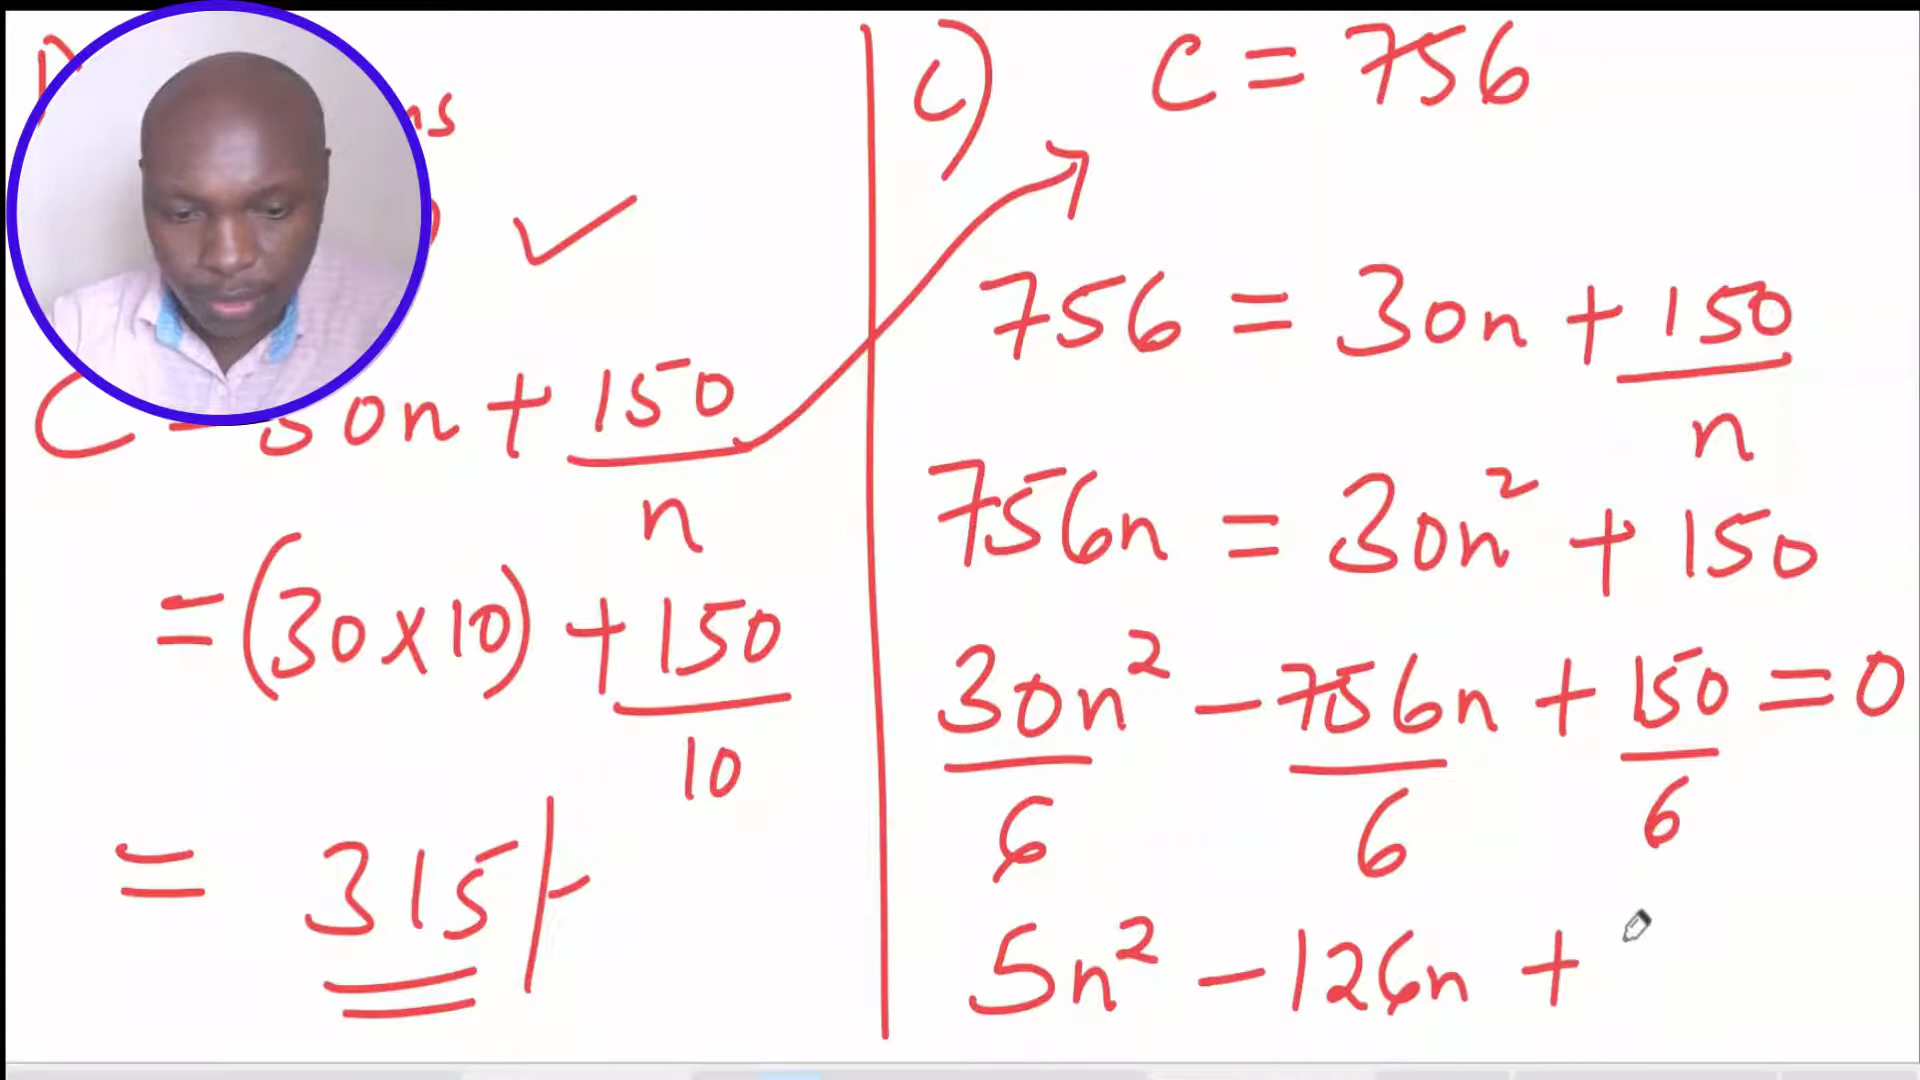 ns
C = 30n + 150/n
= (30 × 10) + 150/10
= 315/-
c) C = 756
756 = 30n + 150/n
756n = 30n² + 150
30n²/6 - 756n/6 + 150/6 = 0
5n² - 126n +